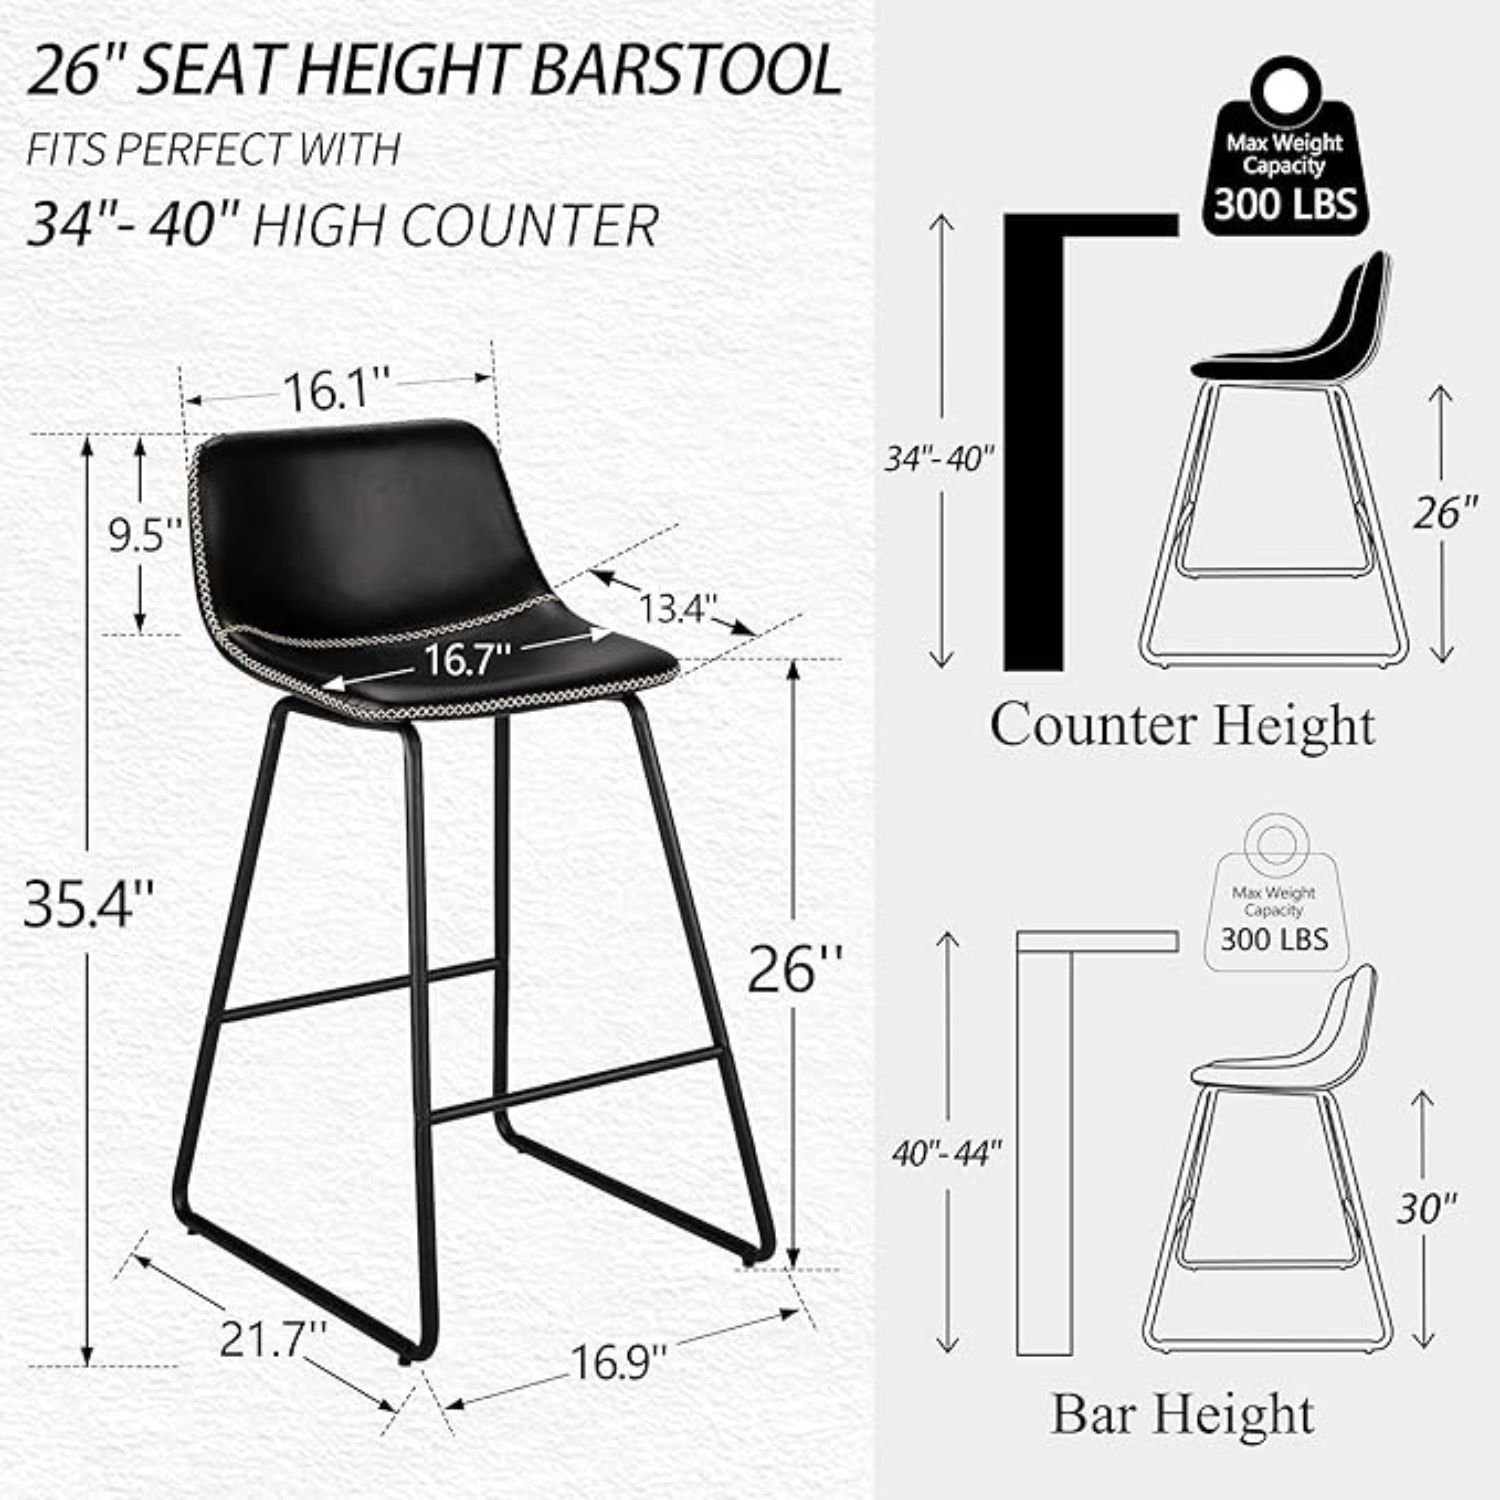 26" SEAT HEIGHT BARSTOOL
FITS PERFECT WITH
34"- 40" HIGH COUNTER
16.1"
9.5"
13.4"
16.7"
35.4"
26''
21.7"
16.9"
Max Weight
Capacity
300 LBS
34"- 40"
26"
Counter Height
Max Weight
Capacity
300 LBS
40"- 44"
30"
Bar Height